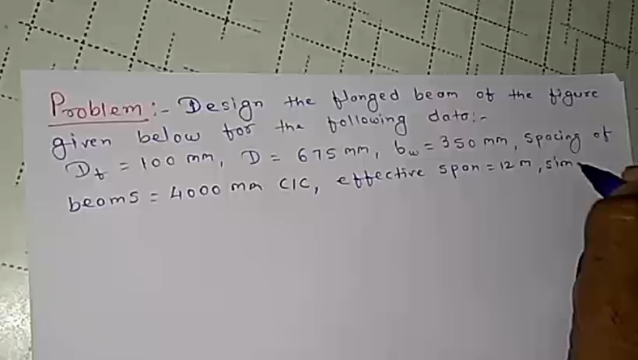 Problem:- Design the flanged beam of the figure
given below for the following data:-
Df = 100 mm, D = 675 mm, bw = 350 mm, spacing of
beams = 4000 mm C/C, effective span = 12 m, sim